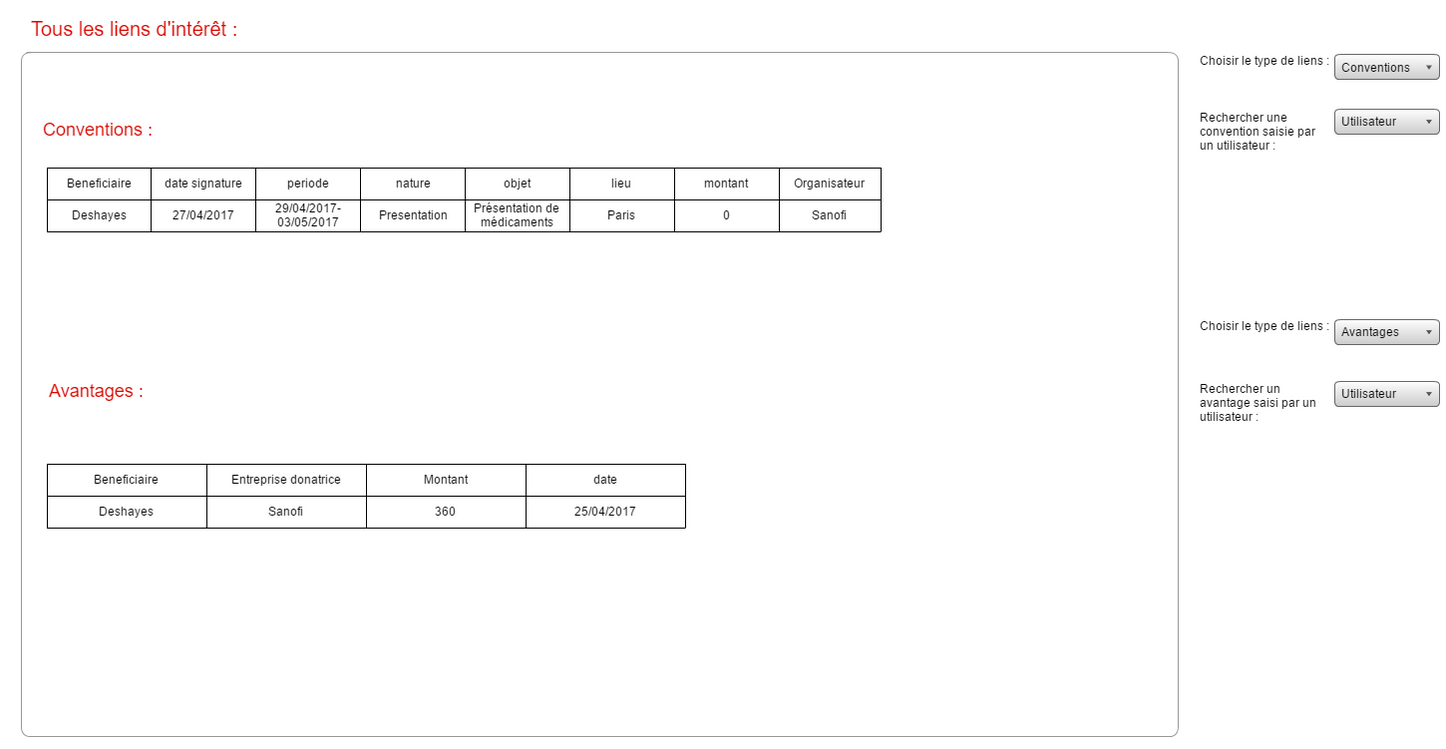 Tous les liens d'intérêt :
Choisir le type de liens : Conventions
Rechercher une
convention saisie par
un utilisateur :
Utilisateur
Conventions :
Beneficiaire date signature periode nature objet lieu montant Organisateur
Deshayes 27/04/2017 29/04/2017-
03/05/2017 Presentation Présentation de
médicaments Paris 0 Sanofi
Choisir le type de liens : Avantages
Rechercher un
avantage saisi par un
utilisateur :
Utilisateur
Avantages :
Beneficiaire Entreprise donatrice Montant date
Deshayes Sanofi 360 25/04/2017